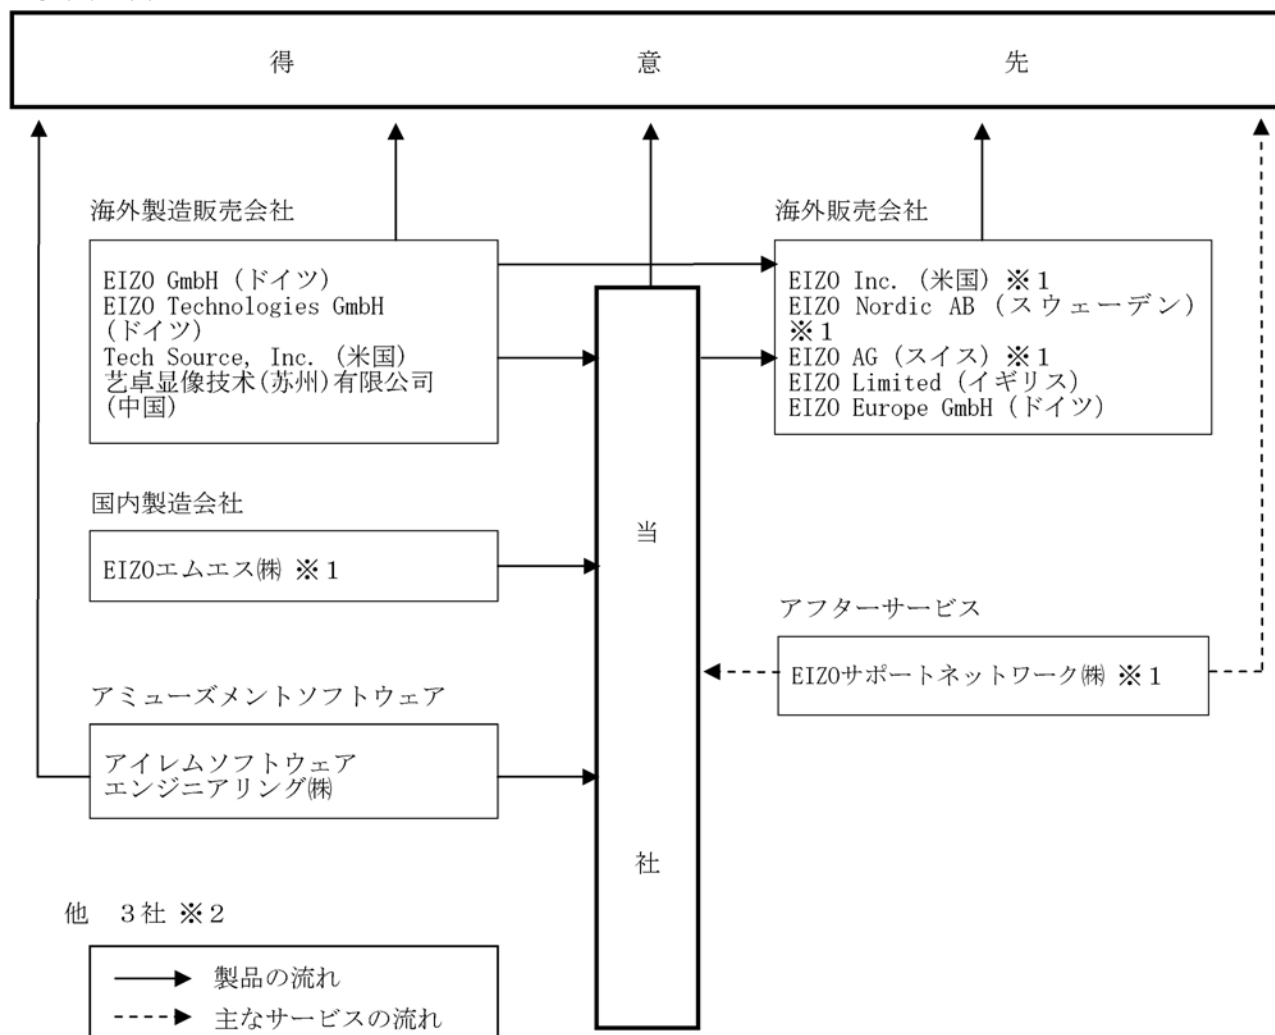 得意先
海外製造販売会社
EIZO GmbH (ドイツ)
EIZO Technologies GmbH
(ドイツ)
Tech Source, Inc. (米国)
艺卓显像技术(苏州)有限公司
(中国)
海外販売会社
EIZO Inc. (米国) ※1
EIZO Nordic AB (スウェーデン)
※1
EIZO AG (スイス) ※1
EIZO Limited (イギリス)
EIZO Europe GmbH (ドイツ)
当社
国内製造会社
EIZOエムエス㈱ ※1
アフターサービス
EIZOサポートネットワーク㈱ ※1
アミューズメントソフトウェア
アイレムソフトウェア
エンジニアリング㈱
他 3社 ※2
製品の流れ
主なサービスの流れ